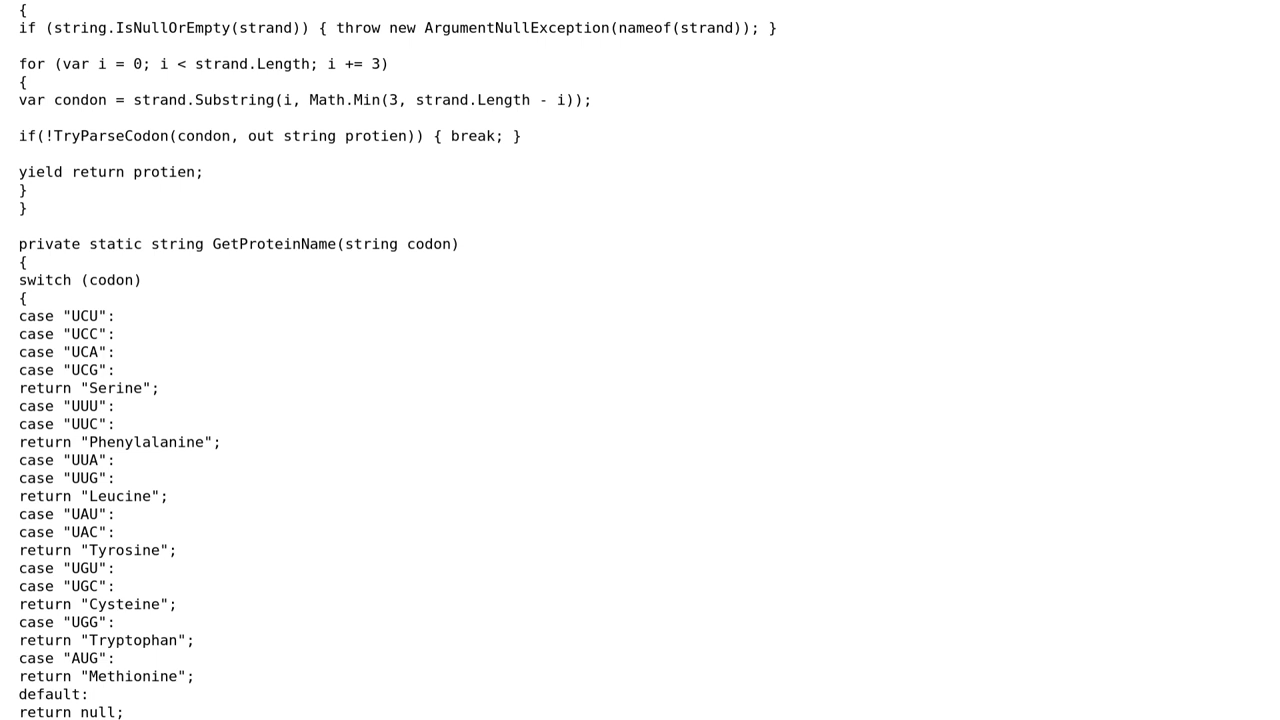 {
if (string.IsNullOrEmpty(strand)) { throw new ArgumentNullException(nameof(strand)); }
for (var i = 0; i < strand.Length; i += 3)
{
var condon = strand.Substring(i, Math.Min(3, strand.Length - i));
if(!TryParseCodon(condon, out string protien)) { break; }
yield return protien;
}
}
private static string GetProteinName(string codon)
{
switch (codon)
{
case "UCU":
case "UCC":
case "UCA":
case "UCG":
return "Serine";
case "UUU":
case "UUC":
return "Phenylalanine";
case "UUA":
case "UUG":
return "Leucine";
case "UAU":
case "UAC":
return "Tyrosine";
case "UGU":
case "UGC":
return "Cysteine";
case "UGG":
return "Tryptophan";
case "AUG":
return "Methionine";
default:
return null;